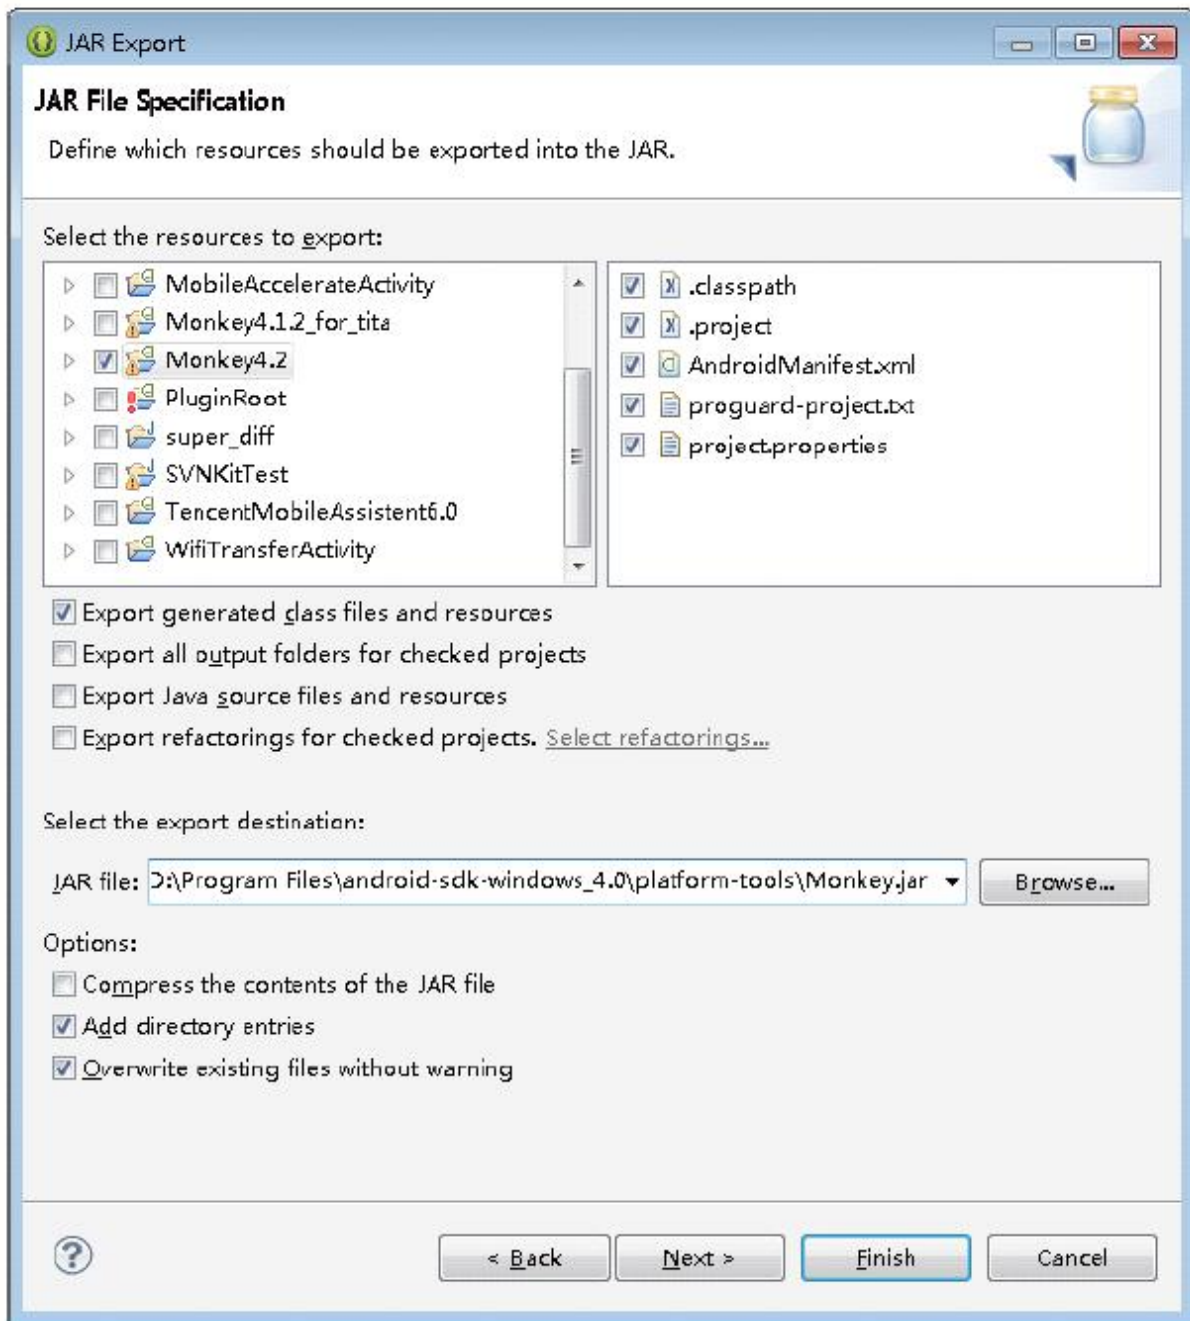 JAR Export
JAR File Specification
Define which resources should be exported into the JAR.
Select the resources to export:
MobileAccelerateActivity
Monkey4.1.2_for_tita
Monkey4.2
PluginRoot
super_diff
SVNKitTest
TencentMobileAssistent6.0
WifiTransferActivity
.classpath
.project
AndroidManifest.xml
proguard-project.txt
project.properties
Export generated class files and resources
Export all output folders for checked projects
Export Java source files and resources
Export refactorings for checked projects. Select refactorings...
Select the export destination:
JAR file: D:\Program Files\android-sdk-windows_4.0\platform-tools\Monkey.jar Browse...
Options:
Compress the contents of the JAR file
Add directory entries
Overwrite existing files without warning
? < Back Next > Finish Cancel